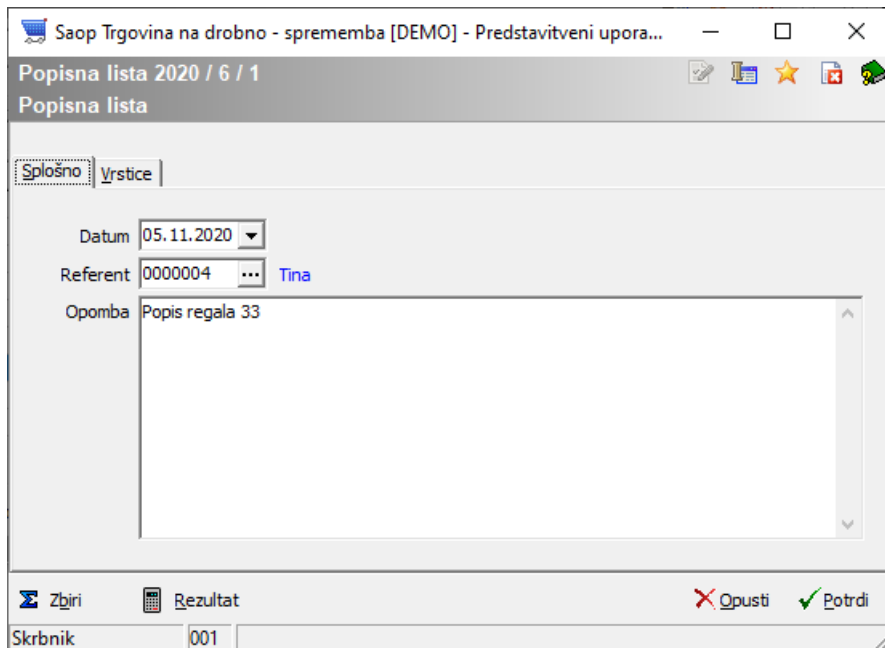 Saop Trgovina na drobno - sprememba [DEMO] - Predstavitveni upora...
Popisna lista 2020 / 6 / 1
Popisna lista
Splošno Vrstice
Datum 05.11.2020
Referent 0000004 ... Tina
Opomba Popis regala 33
Zbiri Rezultat Opusti Potrdi
Skrbnik 001